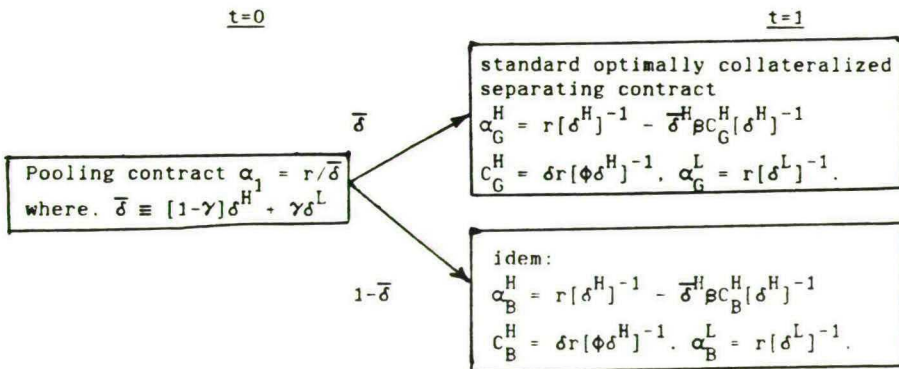 t=0
t=1
standard optimally collateralized
separating contract
α_G^H = r[δ^H]^{-1} - δ̅^H βC_G^H[δ^H]^{-1}
C_G^H = δr[ϕδ^H]^{-1}, α_G^L = r[δ^L]^{-1}.
δ̅
Pooling contract α_1 = r/δ̅
where. δ̅ ≡ [1-γ]δ^H + γδ^L
1-δ̅
idem:
α_B^H = r[δ^H]^{-1} - δ̅^H βC_B^H[δ^H]^{-1}
C_B^H = δr[ϕδ^H]^{-1}. α_B^L = r[δ^L]^{-1}.